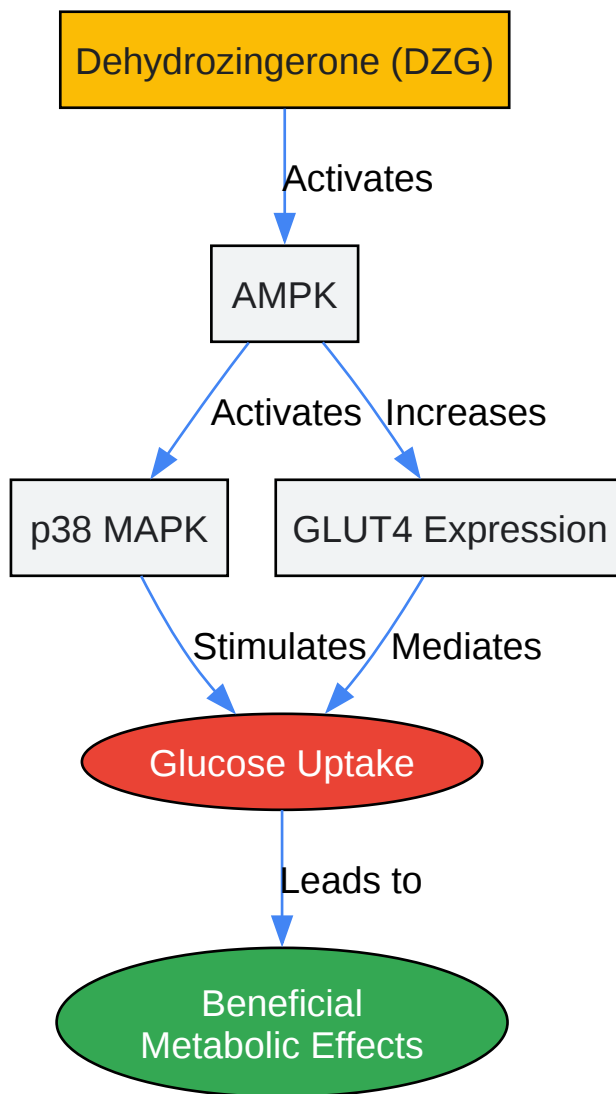 Dehydrozingerone (DZG)
Activates
AMPK
Activates
Increases
p38 MAPK
GLUT4 Expression
Stimulates
Mediates
Glucose Uptake
Leads to
Beneficial
Metabolic Effects